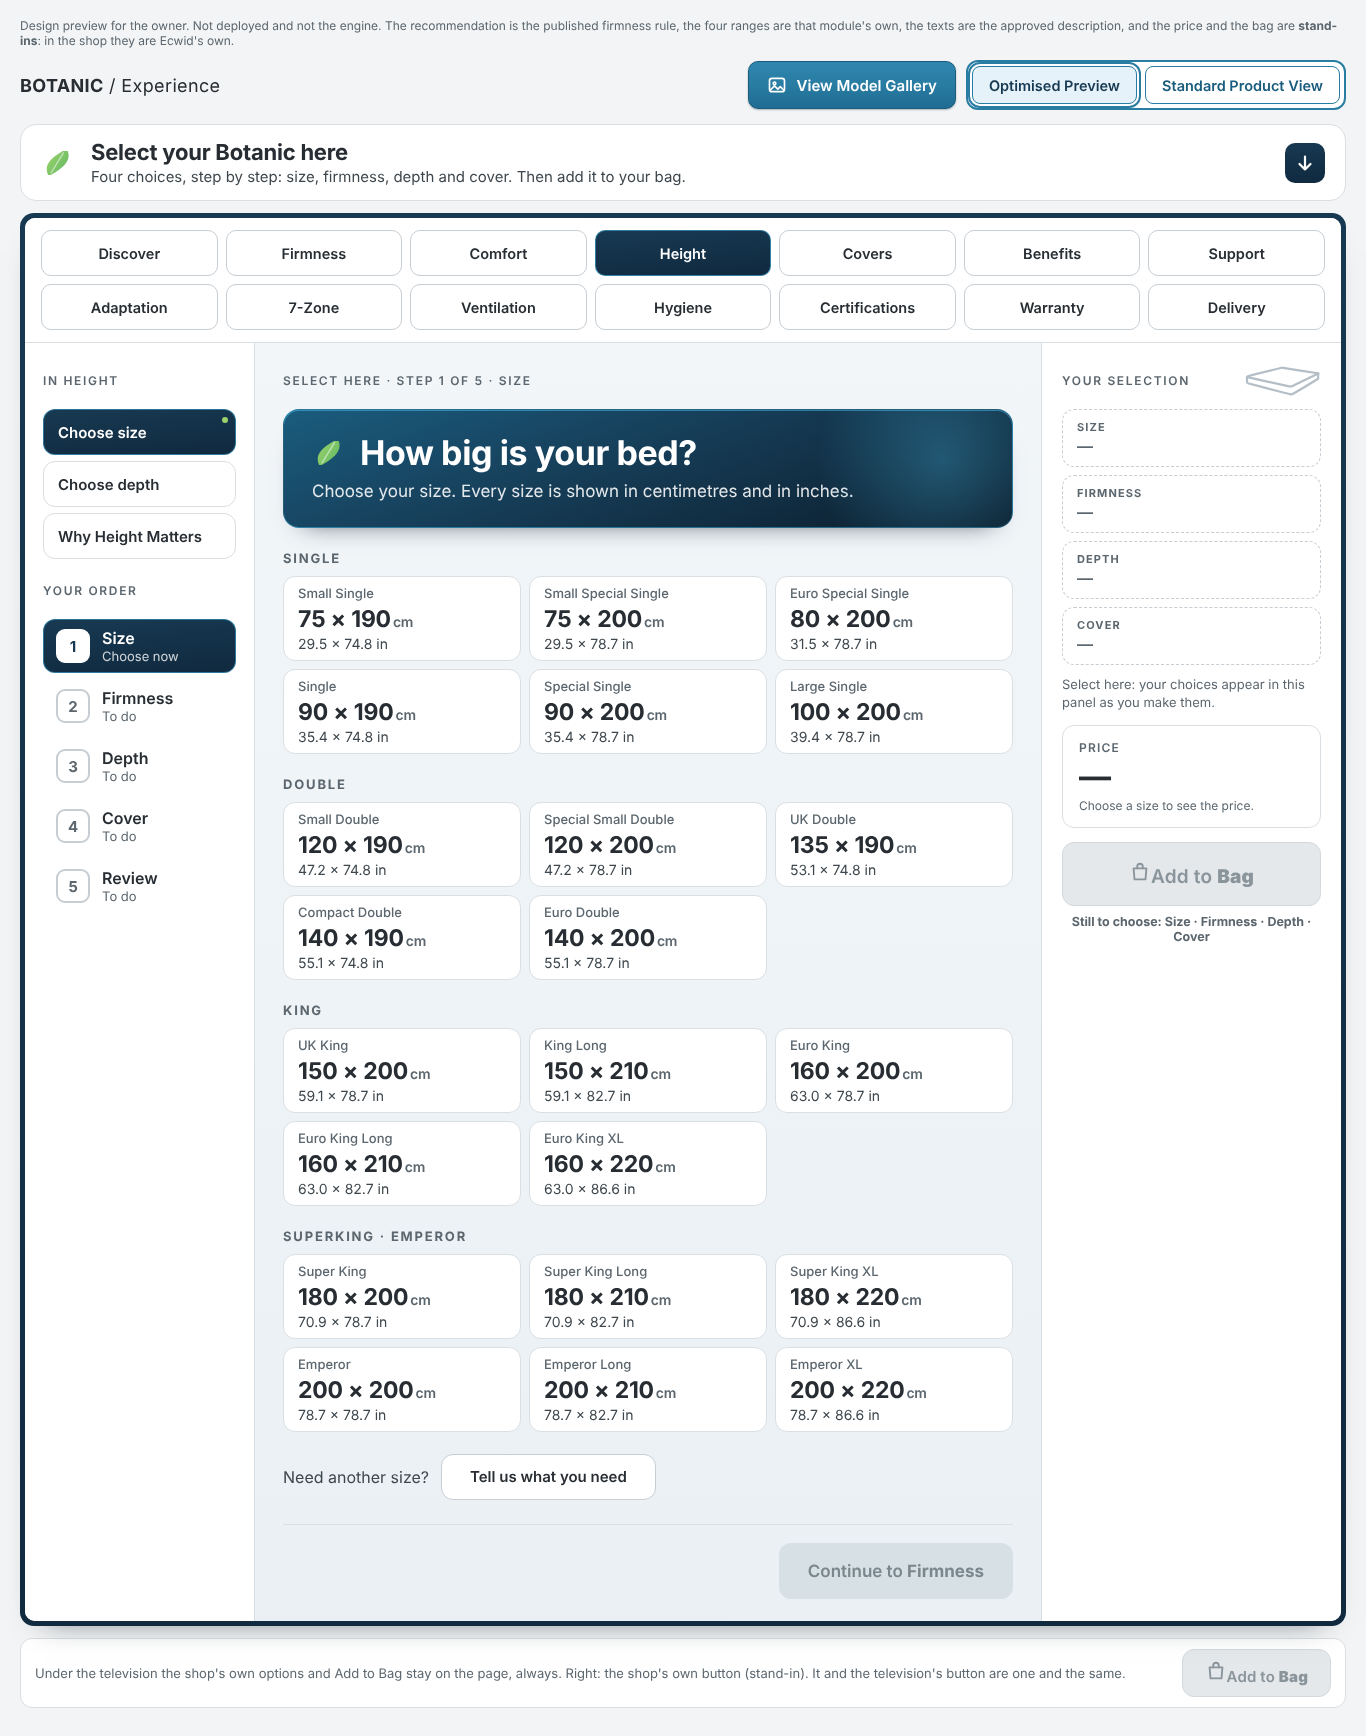 Design preview for the owner. Not deployed and not the engine. The recommendation is the published firmness rule, the four ranges are that module's own, the texts are the approved description, and the price and the bag are stand-
ins: in the shop they are Ecwid's own.
BOTANIC / Experience
View Model Gallery
Optimised Preview
Standard Product View
Select your Botanic here
Four choices, step by step: size, firmness, depth and cover. Then add it to your bag.
Discover
Firmness
Comfort
Height
Covers
Benefits
Support
Adaptation
7-Zone
Ventilation
Hygiene
Certifications
Warranty
Delivery
IN HEIGHT
Choose size
Choose depth
Why Height Matters
YOUR ORDER
1
Size
Choose now
2
Firmness
To do
3
Depth
To do
4
Cover
To do
5
Review
To do
SELECT HERE · STEP 1 OF 5 · SIZE
How big is your bed?
Choose your size. Every size is shown in centimetres and in inches.
SINGLE
Small Single
75 × 190 cm
29.5 × 74.8 in
Small Special Single
75 × 200 cm
29.5 × 78.7 in
Euro Special Single
80 × 200 cm
31.5 × 78.7 in
Single
90 × 190 cm
35.4 × 74.8 in
Special Single
90 × 200 cm
35.4 × 78.7 in
Large Single
100 × 200 cm
39.4 × 78.7 in
DOUBLE
Small Double
120 × 190 cm
47.2 × 74.8 in
Special Small Double
120 × 200 cm
47.2 × 78.7 in
UK Double
135 × 190 cm
53.1 × 74.8 in
Compact Double
140 × 190 cm
55.1 × 74.8 in
Euro Double
140 × 200 cm
55.1 × 78.7 in
KING
UK King
150 × 200 cm
59.1 × 78.7 in
King Long
150 × 210 cm
59.1 × 82.7 in
Euro King
160 × 200 cm
63.0 × 78.7 in
Euro King Long
160 × 210 cm
63.0 × 82.7 in
Euro King XL
160 × 220 cm
63.0 × 86.6 in
SUPERKING · EMPEROR
Super King
180 × 200 cm
70.9 × 78.7 in
Super King Long
180 × 210 cm
70.9 × 82.7 in
Super King XL
180 × 220 cm
70.9 × 86.6 in
Emperor
200 × 200 cm
78.7 × 78.7 in
Emperor Long
200 × 210 cm
78.7 × 82.7 in
Emperor XL
200 × 220 cm
78.7 × 86.6 in
Need another size?
Tell us what you need
Continue to Firmness
YOUR SELECTION
SIZE
—
FIRMNESS
—
DEPTH
—
COVER
—
Select here: your choices appear in this
panel as you make them.
PRICE
—
Choose a size to see the price.
Add to Bag
Still to choose: Size · Firmness · Depth ·
Cover
Under the television the shop's own options and Add to Bag stay on the page, always. Right: the shop's own button (stand-in). It and the television's button are one and the same.
Add to Bag